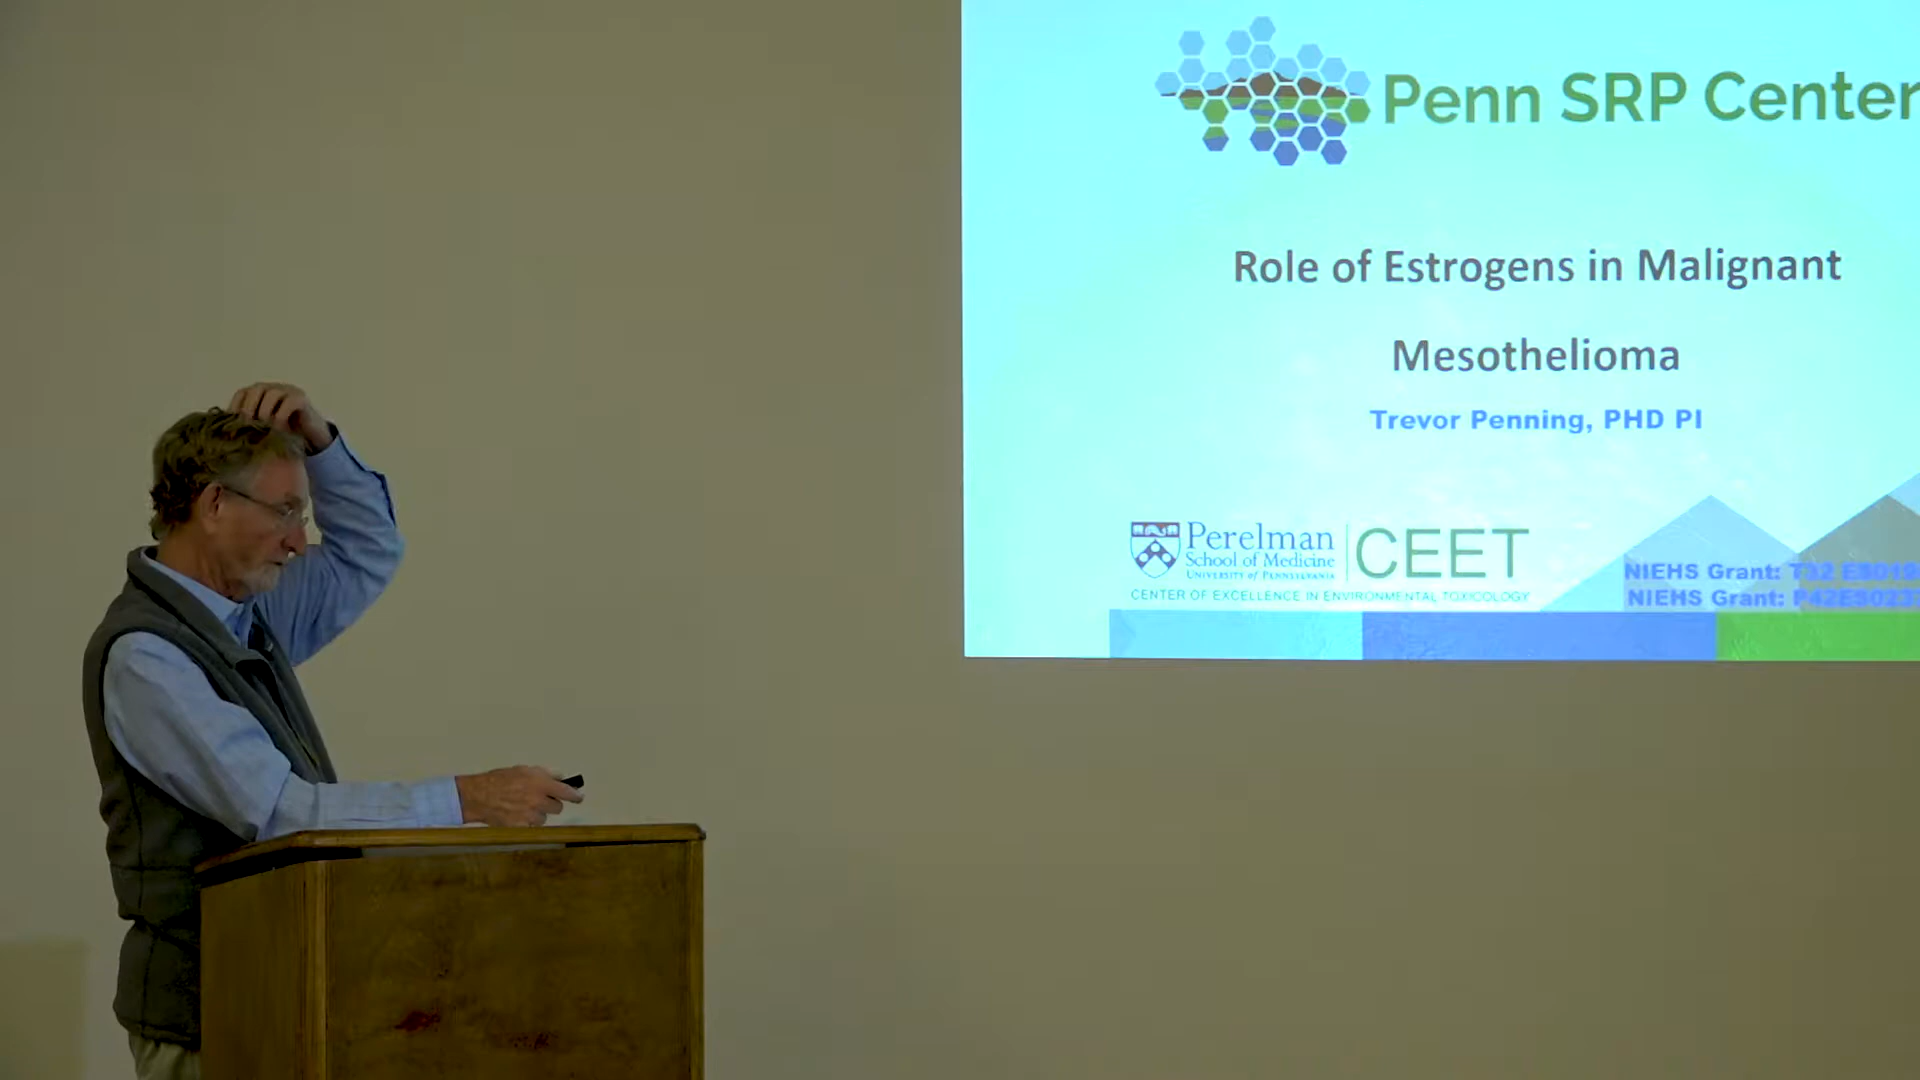 Penn SRP Center
Role of Estrogens in Malignant
Mesothelioma
Trevor Penning, PHD PI
Perelman
School of Medicine
University of Pennsylvania
CEET
CENTER OF EXCELLENCE IN ENVIRONMENTAL TOXICOLOGY
NIEHS Grant: T32
NIEHS Grant: